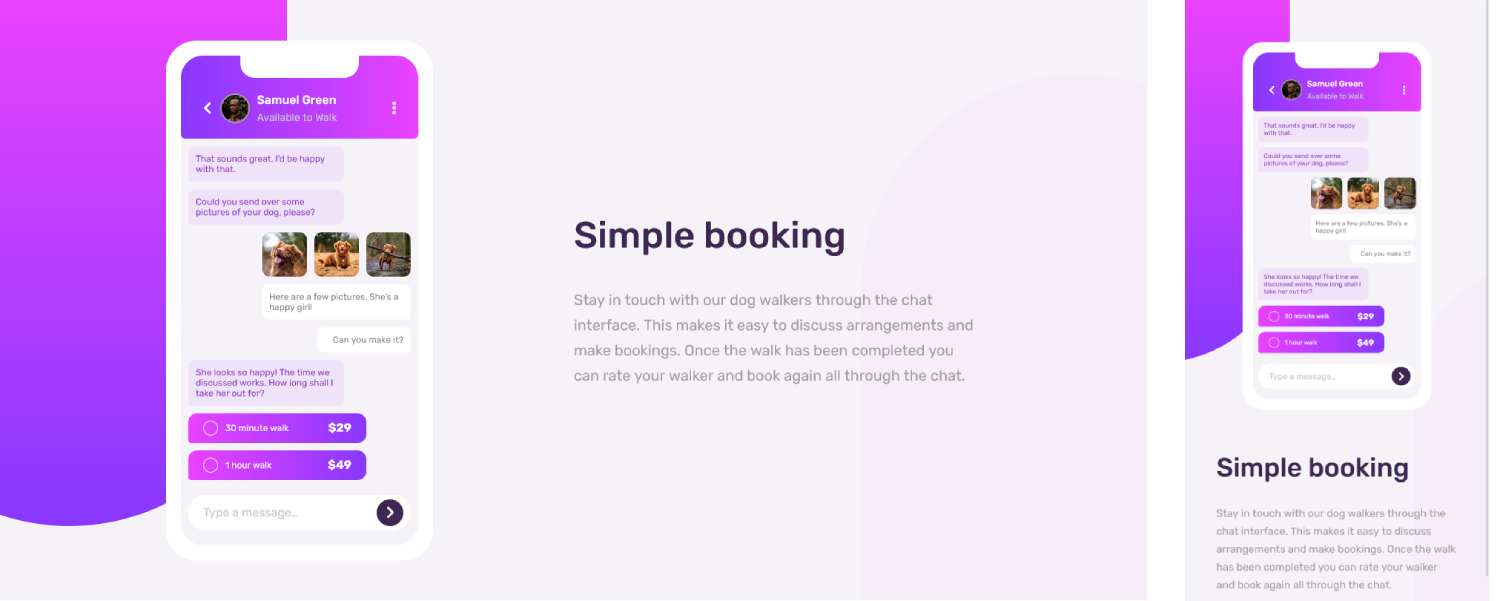 Samuel Green
Available to Walk
That sounds great. I'd be happy
with that.
Could you send over some
pictures of your dog, please?
Here are a few pictures. She's a
happy girl!
Can you make it?
She looks so happy! The time we
discussed works. How long shall I
take her out for?
30 minute walk $29
1 hour walk $49
Type a message…
Simple booking
Stay in touch with our dog walkers through the chat
interface. This makes it easy to discuss arrangements and
make bookings. Once the walk has been completed you
can rate your walker and book again all through the chat.
Samuel Green
Available to Walk
That sounds great. I'd be happy
with that.
Could you send over some
pictures of your dog, please?
Here are a few pictures. She's a
happy girl!
Can you make it?
She looks so happy! The time we
discussed works. How long shall I
take her out for?
30 minute walk $29
1 hour walk $49
Type a message…
Simple booking
Stay in touch with our dog walkers through the
chat interface. This makes it easy to discuss
arrangements and make bookings. Once the walk
has been completed you can rate your walker
and book again all through the chat.